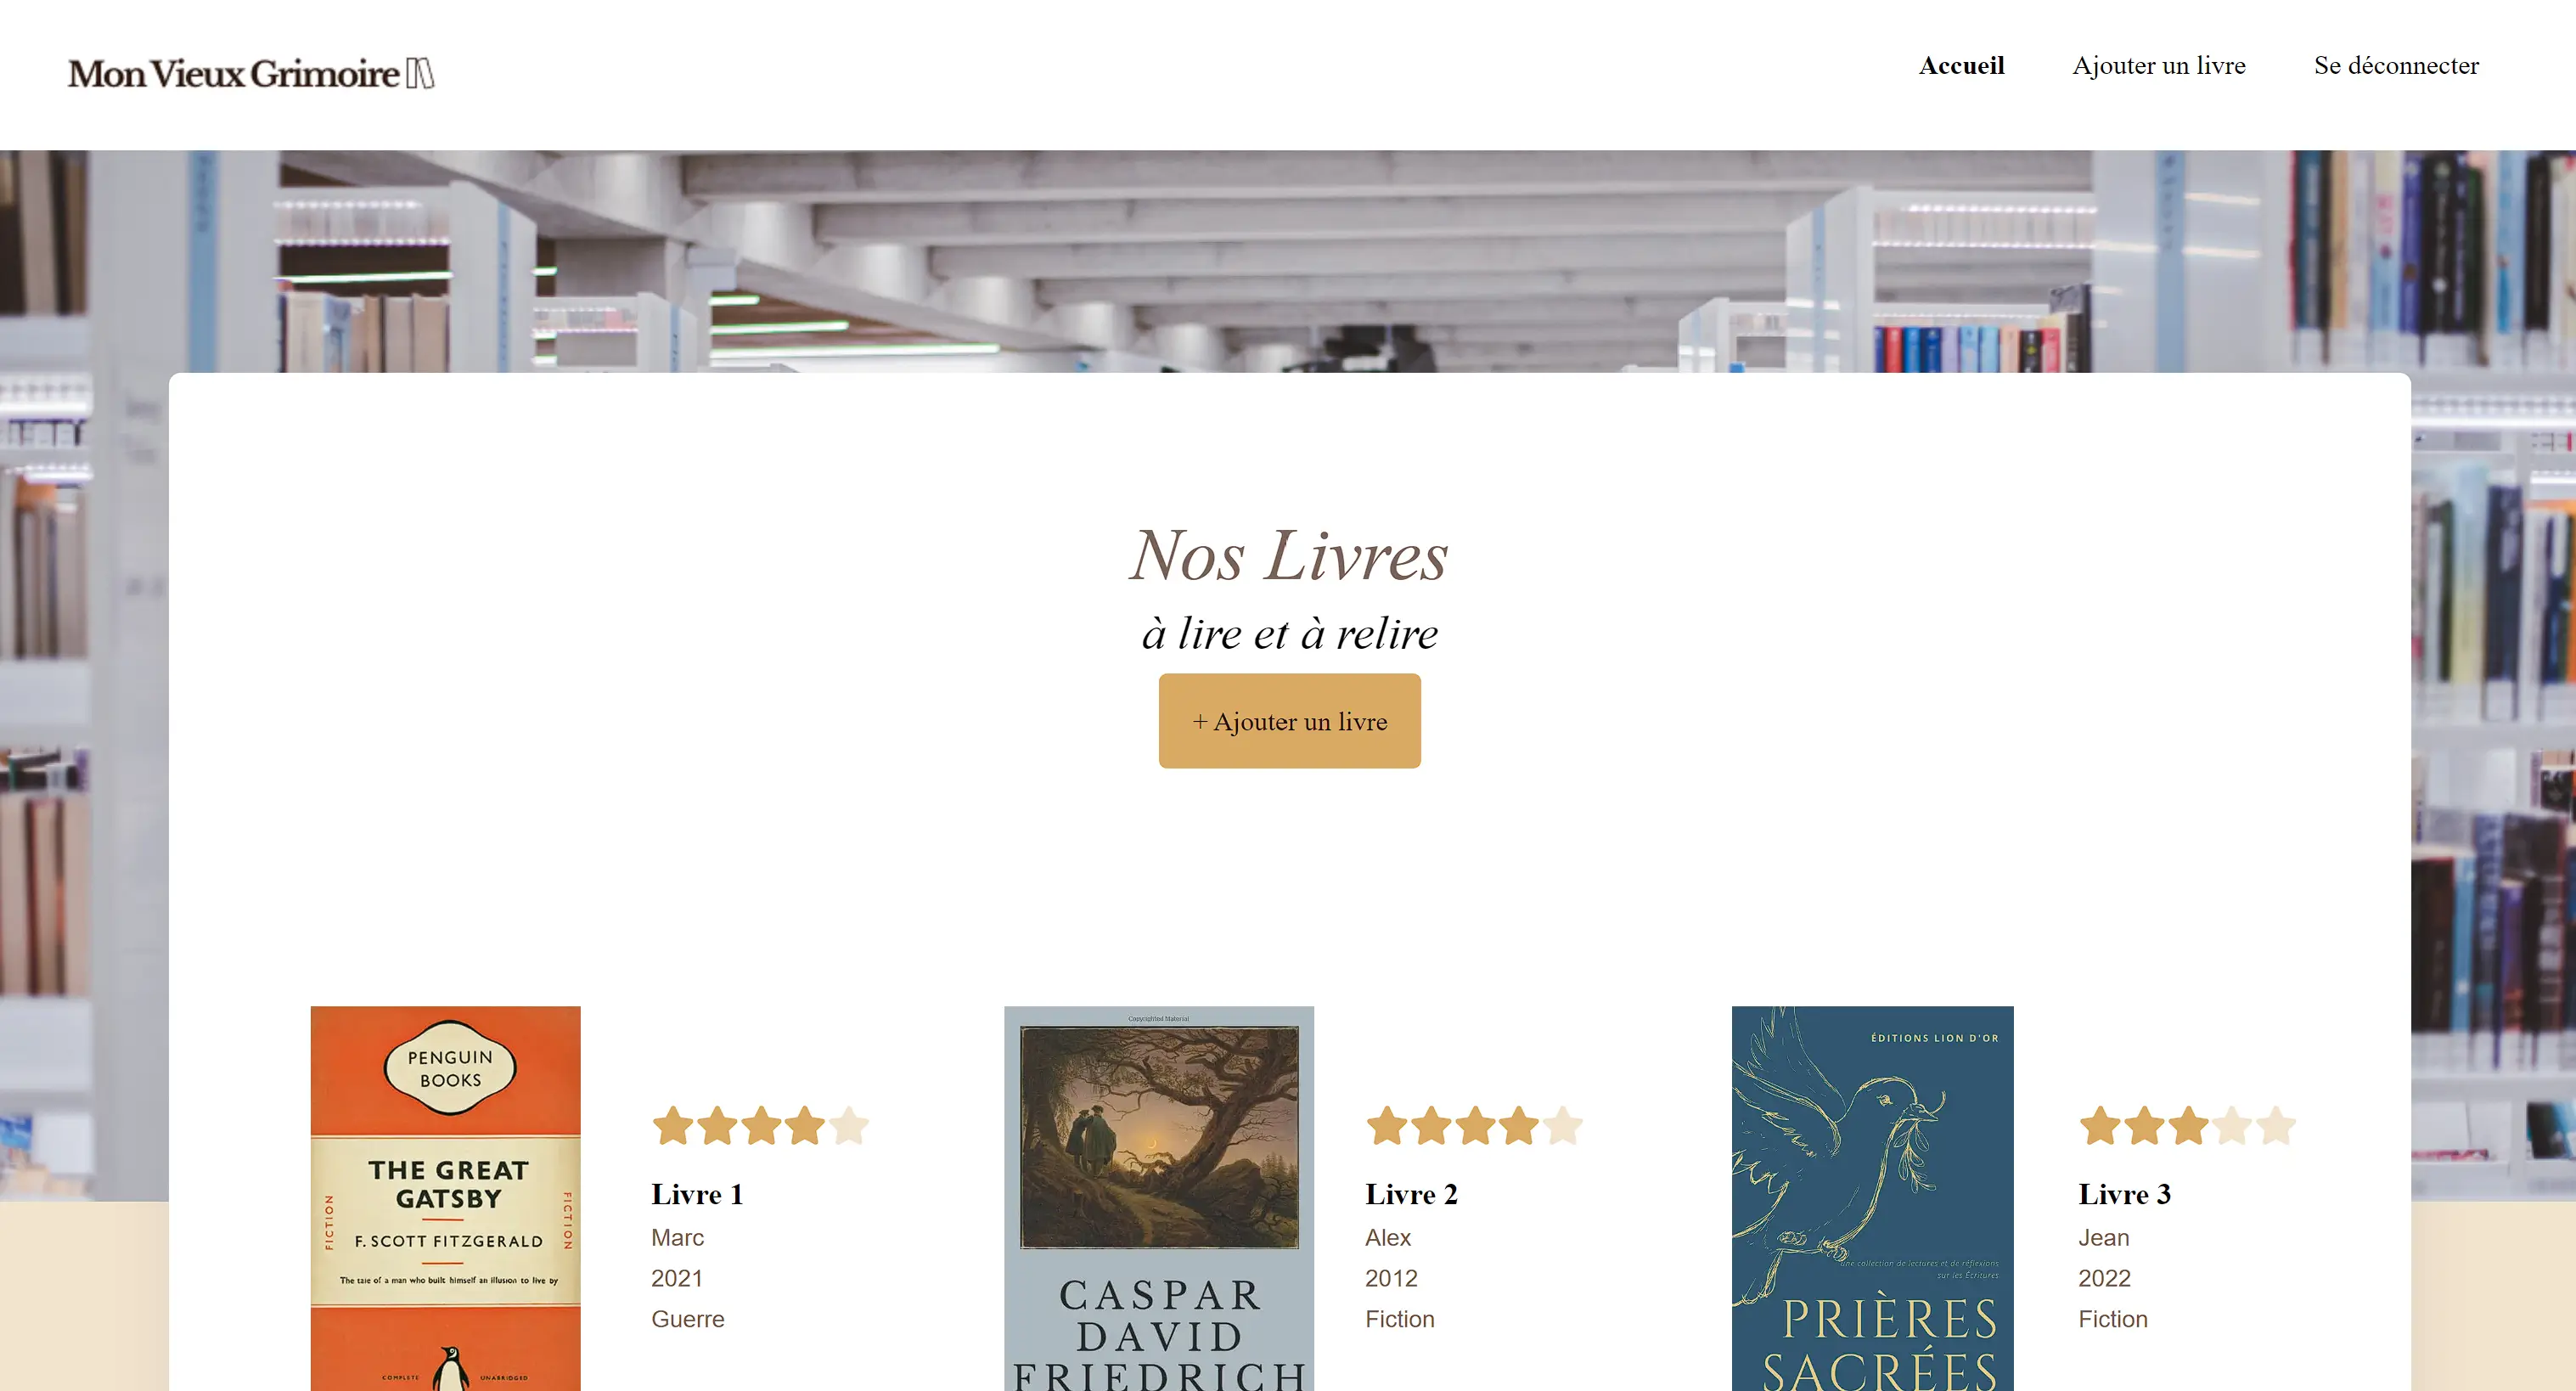 Mon Vieux Grimoire
Accueil
Ajouter un livre
Se déconnecter
Nos Livres
à lire et à relire
+ Ajouter un livre
PENGUIN
BOOKS
THE GREAT
GATSBY
FICTION
FICTION
F. SCOTT FITZGERALD
The tale of a man who built himself an illusion to live by
COMPLETE
UNABRIDGED
Livre 1
Marc
2021
Guerre
Copyrighted Material
CASPAR
DAVID
FRIEDRICH
Livre 2
Alex
2012
Fiction
ÉDITIONS LION D'OR
une collection de lectures et de réflexions
sur les Écritures
PRIÈRES
SACRÉES
Livre 3
Jean
2022
Fiction